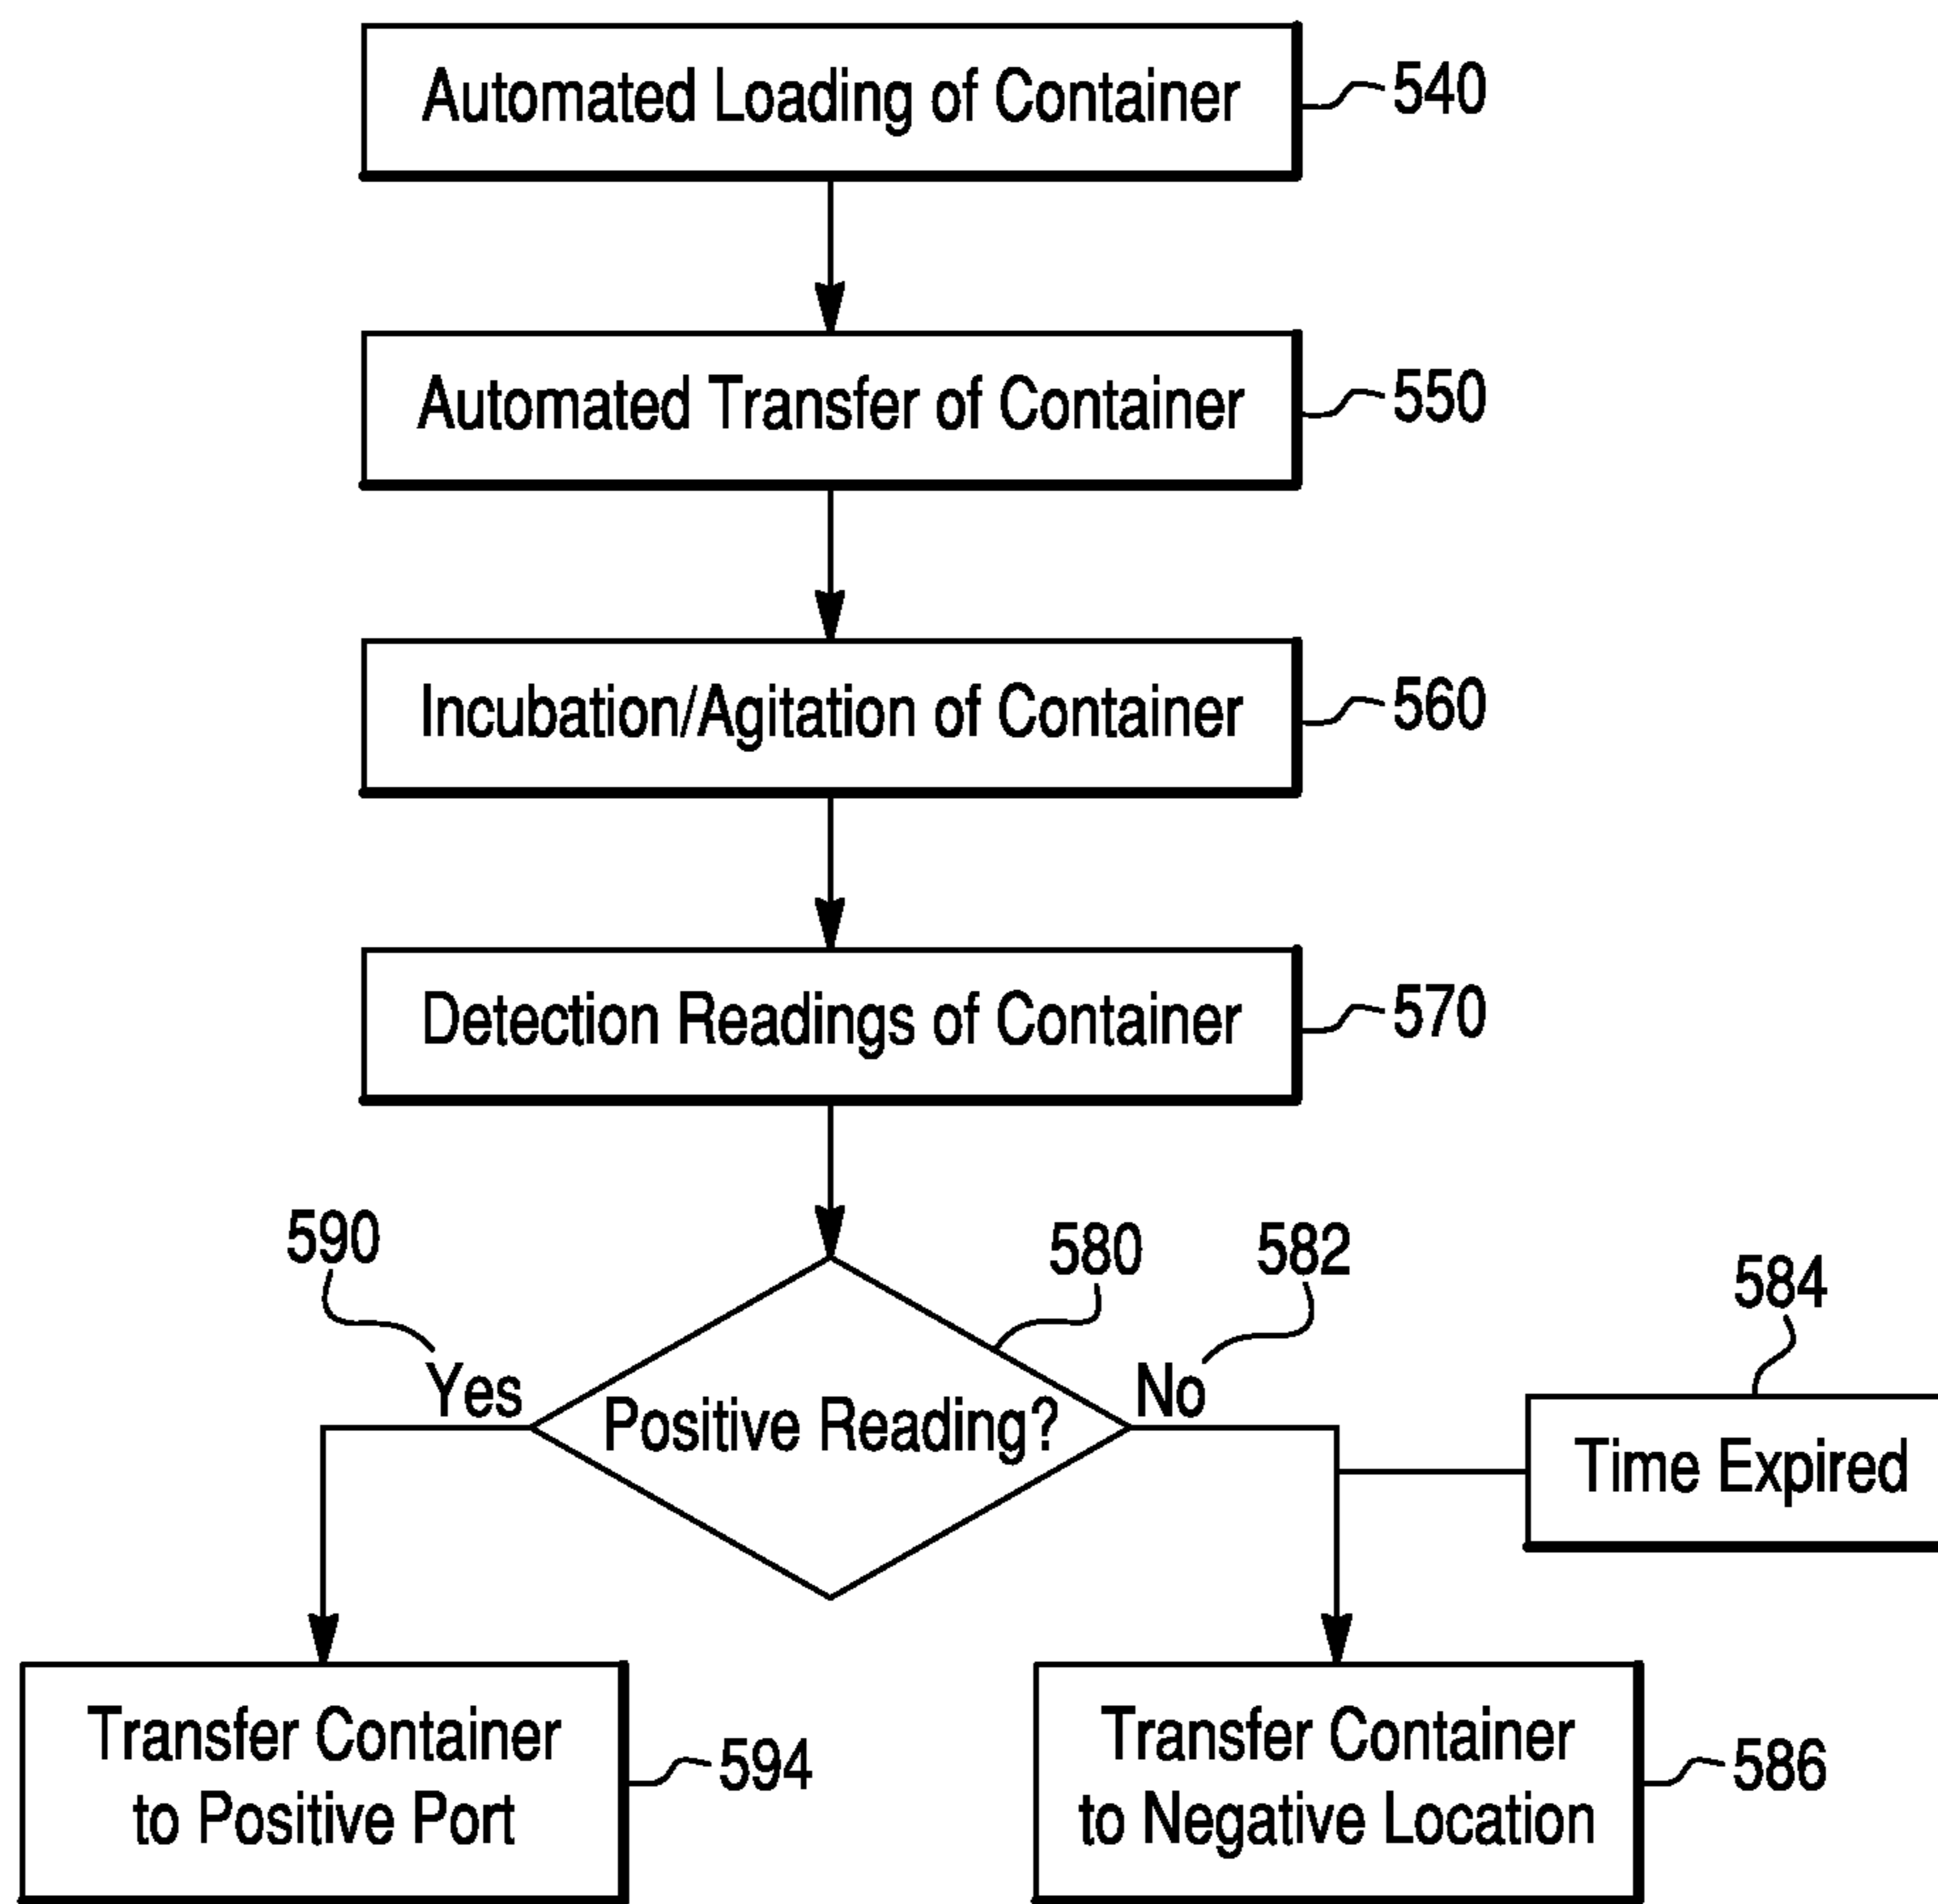 Automated Loading of Container
540
Automated Transfer of Container
550
Incubation/Agitation of Container
560
Detection Readings of Container
570
590
580
582
584
Yes
Positive Reading?
No
Time Expired
Transfer Container
to Positive Port
594
Transfer Container
to Negative Location
586